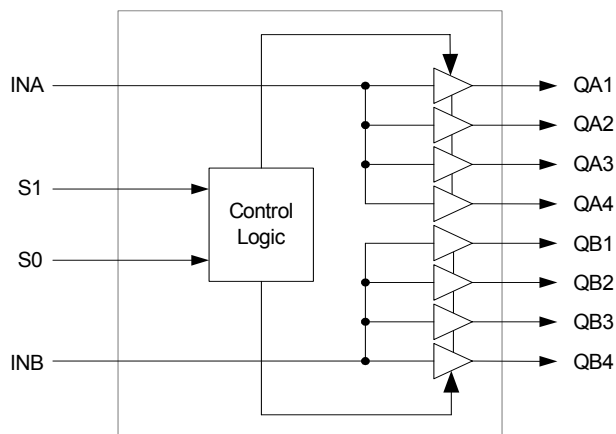 INA
S1
S0
INB
Control
Logic
QA1
QA2
QA3
QA4
QB1
QB2
QB3
QB4